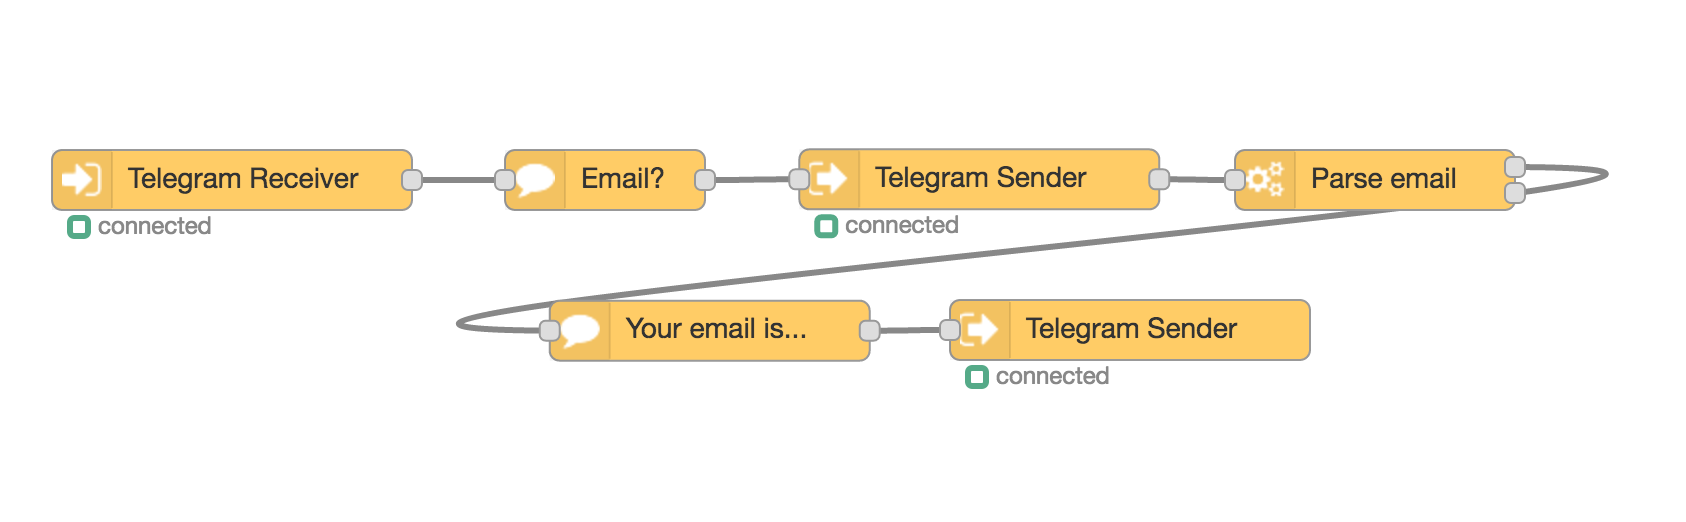 Telegram Receiver
connected
Email?
Telegram Sender
connected
Parse email
Your email is...
Telegram Sender
connected